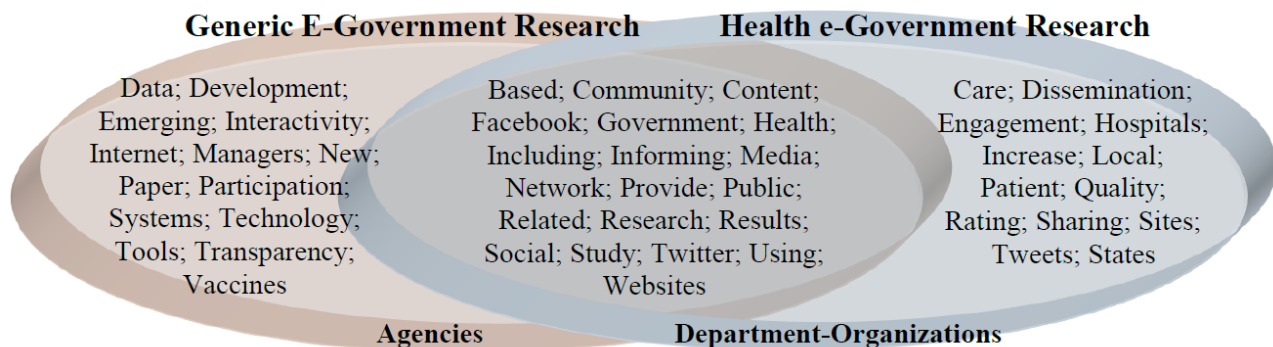 Generic E-Government Research
Health e-Government Research
Data; Development;
Emerging; Interactivity;
Internet; Managers; New;
Paper; Participation;
Systems; Technology;
Tools; Transparency;
Vaccines
Based; Community; Content;
Facebook; Government; Health;
Including; Informing; Media;
Network; Provide; Public;
Related; Research; Results;
Social; Study; Twitter; Using;
Websites
Care; Dissemination;
Engagement; Hospitals;
Increase; Local;
Patient; Quality;
Rating; Sharing; Sites;
Tweets; States
Agencies
Department-Organizations